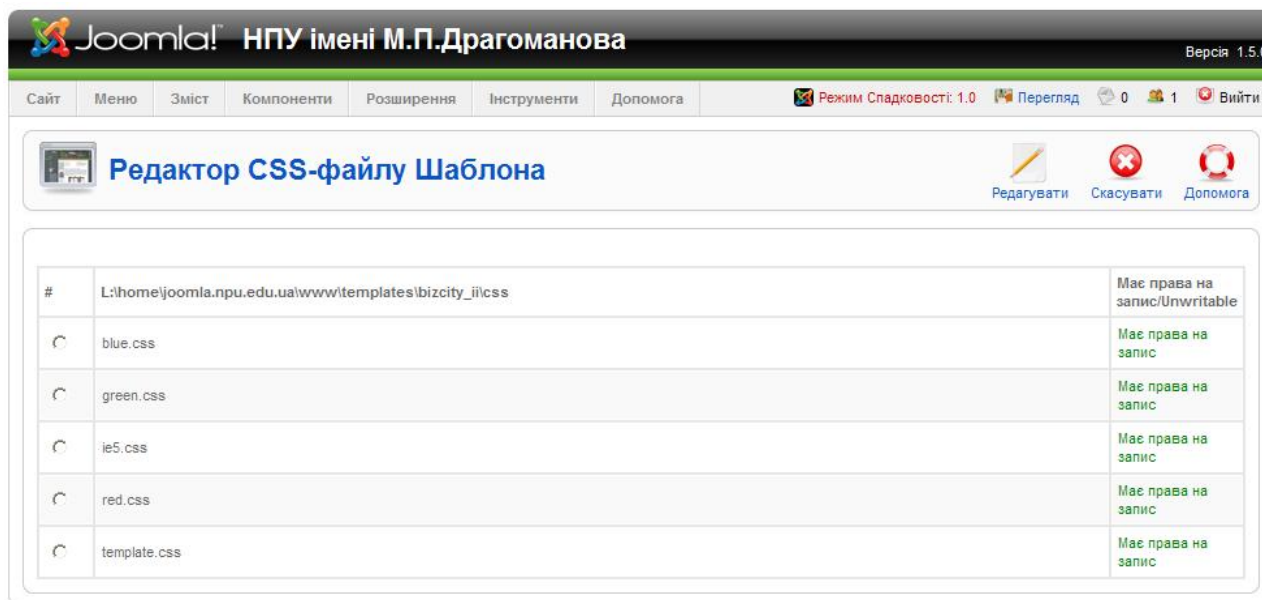 Joomla! НПУ імені М.П.Драгоманова
Версія 1.5.0
Сайт Меню Зміст Компоненти Розширення Інструменти Допомога Режим Спадковості: 1.0 Перегляд 0 1 Вийти
Редактор CSS-файлу Шаблона
Редагувати Скасувати Допомога
# L:\home\joomla.npu.edu.ua\www\templates\bizcity_ii\css Має права на
запис/Unwritable
blue.css Має права на
запис
green.css Має права на
запис
ie5.css Має права на
запис
red.css Має права на
запис
template.css Має права на
запис